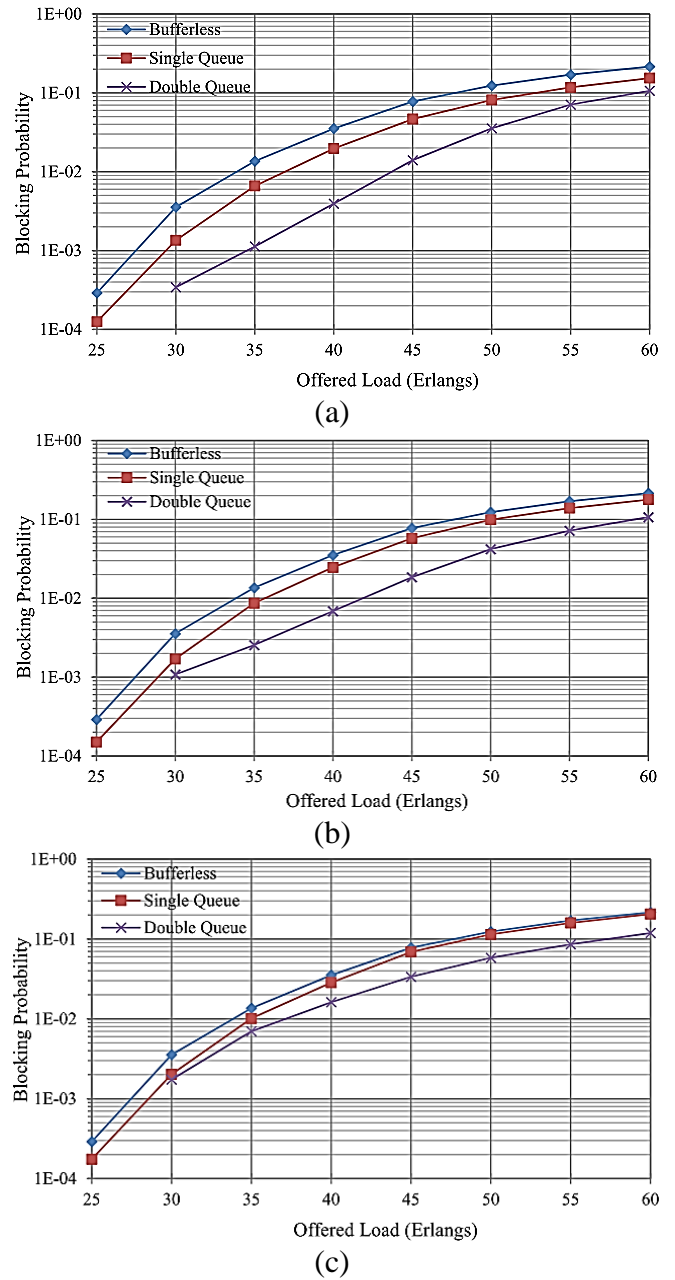 1E+00
Bufferless
Single Queue
Double Queue
1E-01
1E-02
1E-03
1E-04
Blocking Probability
25 30 35 40 45 50 55 60
Offered Load (Erlangs)
(a)
1E+00
Bufferless
Single Queue
Double Queue
1E-01
1E-02
1E-03
1E-04
Blocking Probability
25 30 35 40 45 50 55 60
Offered Load (Erlangs)
(b)
1E+00
Bufferless
Single Queue
Double Queue
1E-01
1E-02
1E-03
1E-04
Blocking Probability
25 30 35 40 45 50 55 60
Offered Load (Erlangs)
(c)